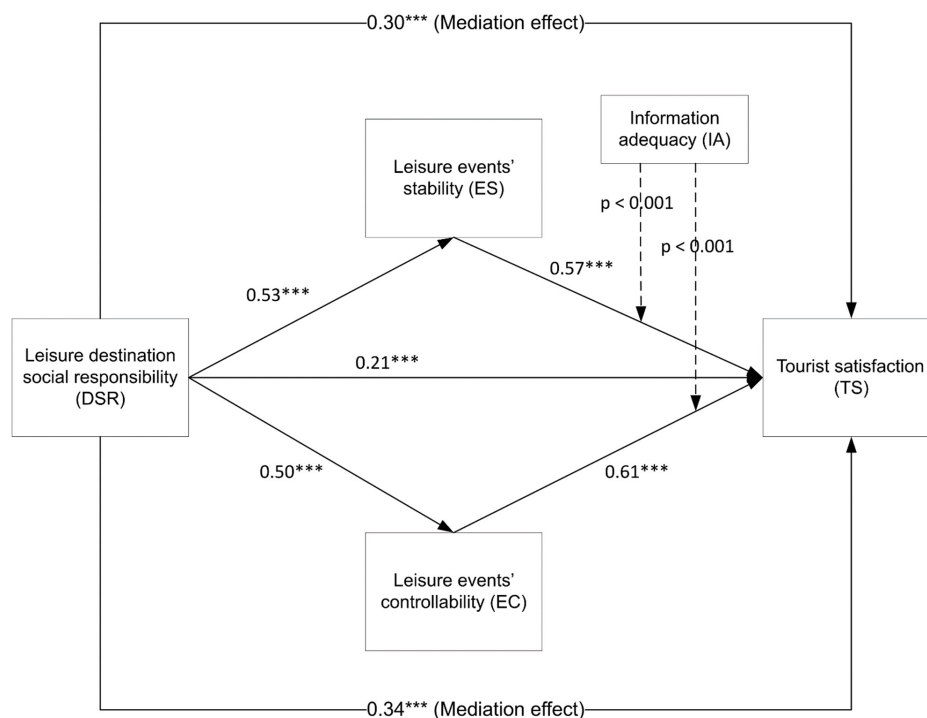 0.30*** (Mediation effect)
Information
adequacy (IA)
Leisure events'
stability (ES)
p < 0.001
p < 0.001
0.57***
0.53***
Leisure destination
social responsibility
(DSR)
0.21***
Tourist satisfaction
(TS)
0.50***
0.61***
Leisure events'
controllability (EC)
0.34*** (Mediation effect)